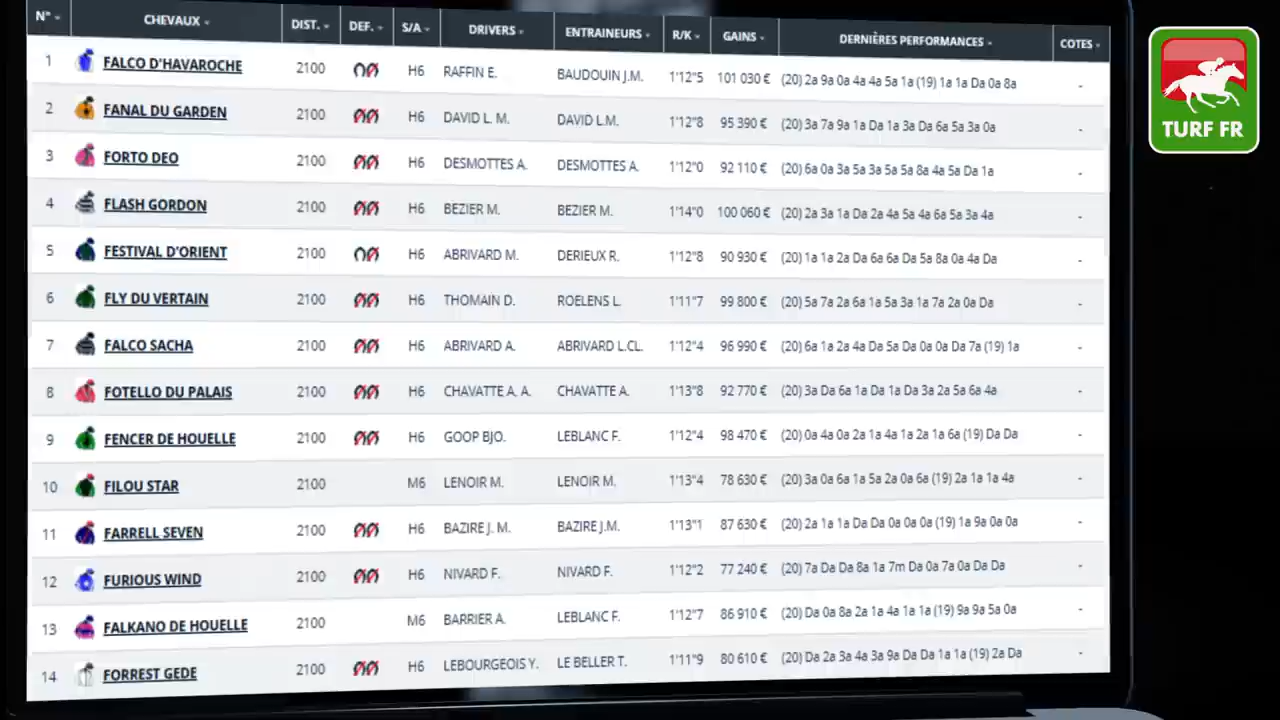 N° CHEVAUX DIST. DEF. S/A DRIVERS ENTRAINEURS R/K GAINS DERNIÈRES PERFORMANCES COTES
1 FALCO D'HAVAROCHE 2100 H6 RAFFIN E. BAUDOUIN J.M. 1'12"5 101 030 € (20) 2a 9a 0a 4a 4a 5a 1a (19) 1a 1a Da 0a 8a -
2 FANAL DU GARDEN 2100 H6 DAVID L. M. DAVID L.M. 1'12"8 95 390 € (20) 3a 7a 9a 1a Da 1a 3a Da 6a 5a 3a 0a -
3 FORTO DEO 2100 H6 DESMOTTES A. DESMOTTES A. 1'12"0 92 110 € (20) 6a 0a 3a 5a 3a 5a 5a 8a 4a 5a Da 1a -
4 FLASH GORDON 2100 H6 BEZIER M. BEZIER M. 1'14"0 100 060 € (20) 2a 3a 1a Da 2a 4a 5a 4a 6a 5a 3a 4a -
5 FESTIVAL D'ORIENT 2100 H6 ABRIVARD M. DERIEUX R. 1'12"8 90 930 € (20) 1a 1a 2a Da 6a 6a Da 5a 8a 0a 4a Da -
6 FLY DU VERTAIN 2100 H6 THOMAIN D. ROELENS L. 1'11"7 99 800 € (20) 5a 7a 2a 6a 1a 5a 3a 1a 7a 2a 0a Da -
7 FALCO SACHA 2100 H6 ABRIVARD A. ABRIVARD L.CL. 1'12"4 96 990 € (20) 6a 1a 2a 4a Da 5a Da 0a 0a Da 7a (19) 1a -
8 FOTELLO DU PALAIS 2100 H6 CHAVATTE A. A. CHAVATTE A. 1'13"8 92 770 € (20) 3a Da 6a 1a Da 1a Da 3a 2a 5a 6a 4a -
9 FENCER DE HOUELLE 2100 H6 GOOP BJO. LEBLANC F. 1'12"4 98 470 € (20) 0a 4a 0a 2a 1a 4a 1a 2a 1a 6a (19) Da Da -
10 FILOU STAR 2100 M6 LENOIR M. LENOIR M. 1'13"4 78 630 € (20) 3a 0a 6a 1a 5a 2a 0a 6a (19) 2a 1a 1a 4a -
11 FARRELL SEVEN 2100 H6 BAZIRE J. M. BAZIRE J.M. 1'13"1 87 630 € (20) 2a 1a 1a Da Da 0a 0a 0a (19) 1a 9a 0a 0a -
12 FURIOUS WIND 2100 H6 NIVARD F. NIVARD F. 1'12"2 77 240 € (20) 7a Da Da 8a 1a 7m Da 0a 7a 0a Da Da -
13 FALKANO DE HOUELLE 2100 M6 BARRIER A. LEBLANC F. 1'12"7 86 910 € (20) Da 0a 8a 2a 1a 4a 1a 1a (19) 9a 9a 5a 0a -
14 FORREST GEDE 2100 H6 LEBOURGEOIS Y. LE BELLER T. 1'11"9 80 610 € (20) Da 2a 3a 4a 3a 9a Da Da 1a 1a (19) 2a Da -
TURF FR